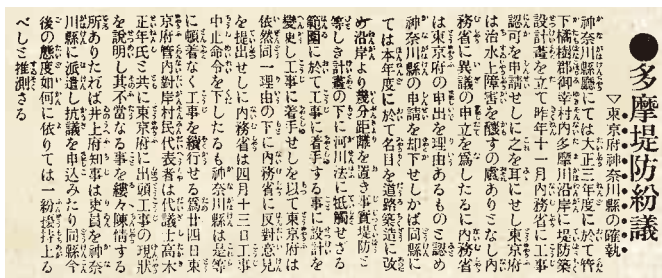 ●多摩堤防紛議
▽東京府神奈川縣の確執
神奈川縣廳にては大正三年度に於て管
下橘樹郡御幸村内多摩川沿岸に堤防築
設計畫を立て昨年十一月内務省に工事
認可を申請せしに之を耳にせし東京府
は治水上障害を釀すの虞ありとなし内
務省に異議の申立を爲したるに内務省
は東京府の申出を理由あるものと認め
神奈川縣の申請を却下せしかば同縣に
ては本年度に於て名目を道路築造と改
め沿岸より幾分距離を置き事實堤防と
等しき計畫の下に河川法に牴觸せざる
範圍に於て工事に着手する事に設計を
變更し工事に着手せしを以て東京府は
依然同一理由の下に内務省に反對意見
を提出せしに内務省は四月十三日工事
中止命令を下したるも神奈川縣は是等
に頓着なく工事を續行せる爲廿四日東
京府管内對岸村民代表者は代議士高木
正年氏と共に東京府に出頭工事の現狀
を說明し其不當なる事を縷々陳情する
所ありたれば井上府知事は吏員を神奈
川縣に派遣し抗議を申込みたり同縣今
後の態度如何に依りては一紛擾持上る
べしと推測さる